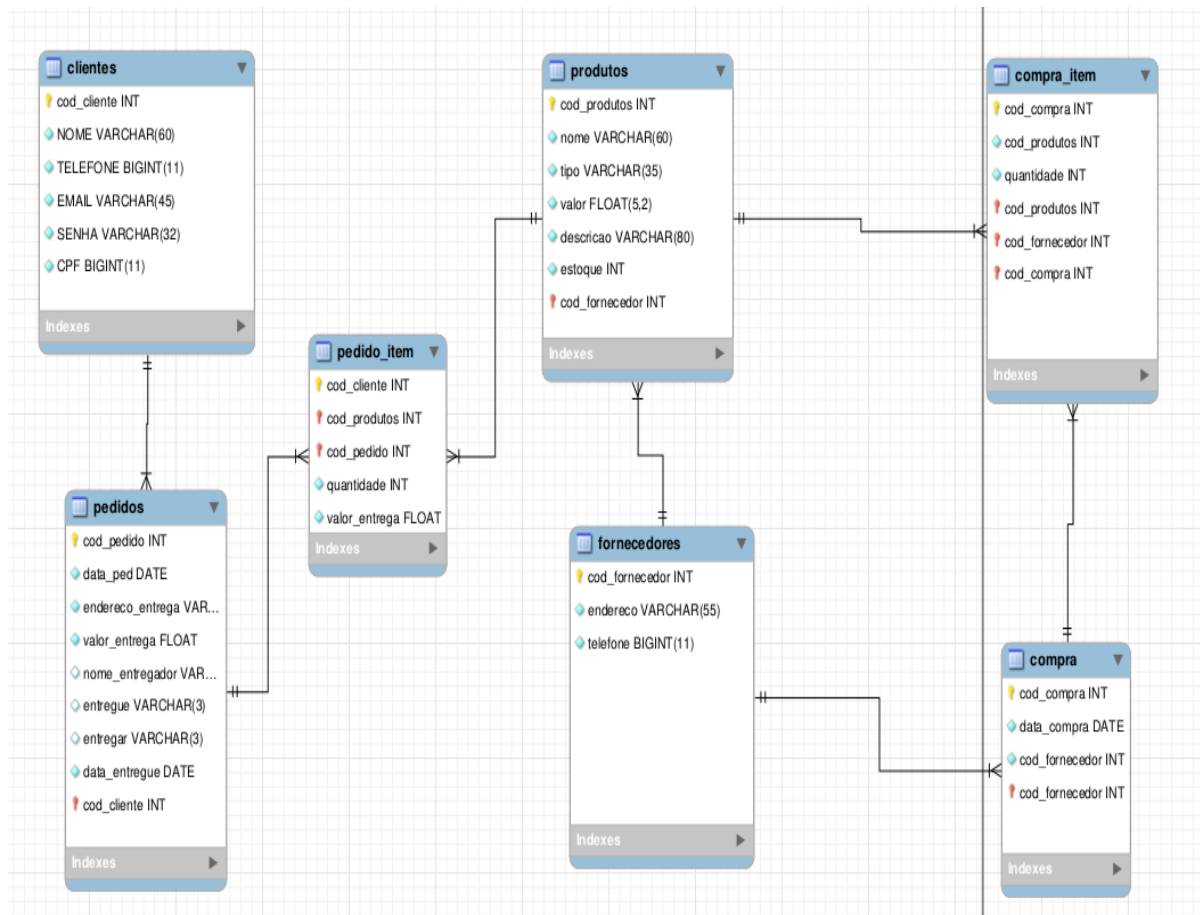 clientes
cod_cliente INT
NOME VARCHAR(60)
TELEFONE BIGINT(11)
EMAIL VARCHAR(45)
SENHA VARCHAR(32)
CPF BIGINT(11)
Indexes
pedidos
cod_pedido INT
data_ped DATE
endereco_entrega VAR...
valor_entrega FLOAT
nome_entregador VAR...
entregue VARCHAR(3)
entregar VARCHAR(3)
data_entregue DATE
cod_cliente INT
Indexes
pedido_item
cod_cliente INT
cod_produtos INT
cod_pedido INT
quantidade INT
valor_entrega FLOAT
Indexes
produtos
cod_produtos INT
nome VARCHAR(60)
tipo VARCHAR(35)
valor FLOAT(5,2)
descricao VARCHAR(80)
estoque INT
cod_fornecedor INT
Indexes
fornecedores
cod_fornecedor INT
endereco VARCHAR(55)
telefone BIGINT(11)
Indexes
compra_item
cod_compra INT
cod_produtos INT
quantidade INT
cod_produtos INT
cod_fornecedor INT
cod_compra INT
Indexes
compra
cod_compra INT
data_compra DATE
cod_fornecedor INT
cod_fornecedor INT
Indexes